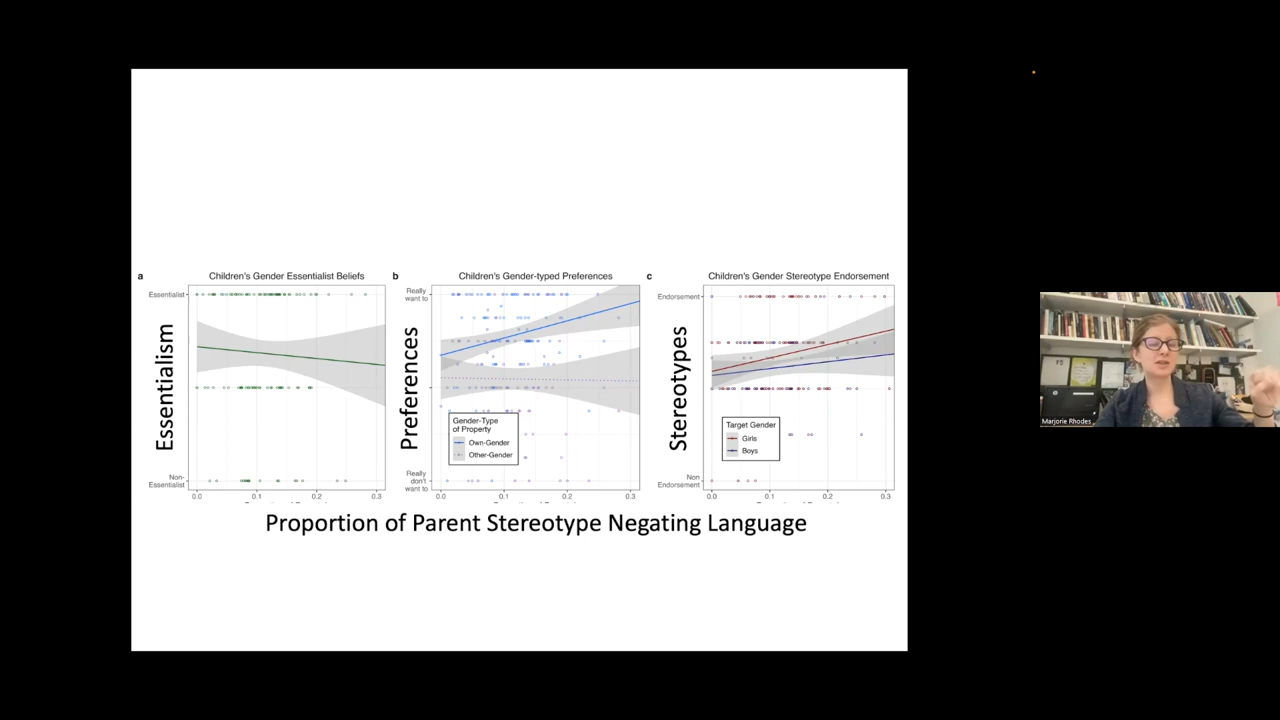 a
Children's Gender Essentialist Beliefs
Essentialist
Non-
Essentialist
Essentialism
0.0 0.1 0.2 0.3
b
Children's Gender-typed Preferences
Really
want to
Really
don't
want to
Preferences
Gender-Type
of Property
Own-Gender
Other-Gender
0.0 0.1 0.2 0.3
c
Children's Gender Stereotype Endorsement
Endorsement
Non
Endorsement
Stereotypes
Target Gender
Girls
Boys
0.0 0.1 0.2 0.3
Proportion of Parent Stereotype Negating Language
Marjorie Rhodes